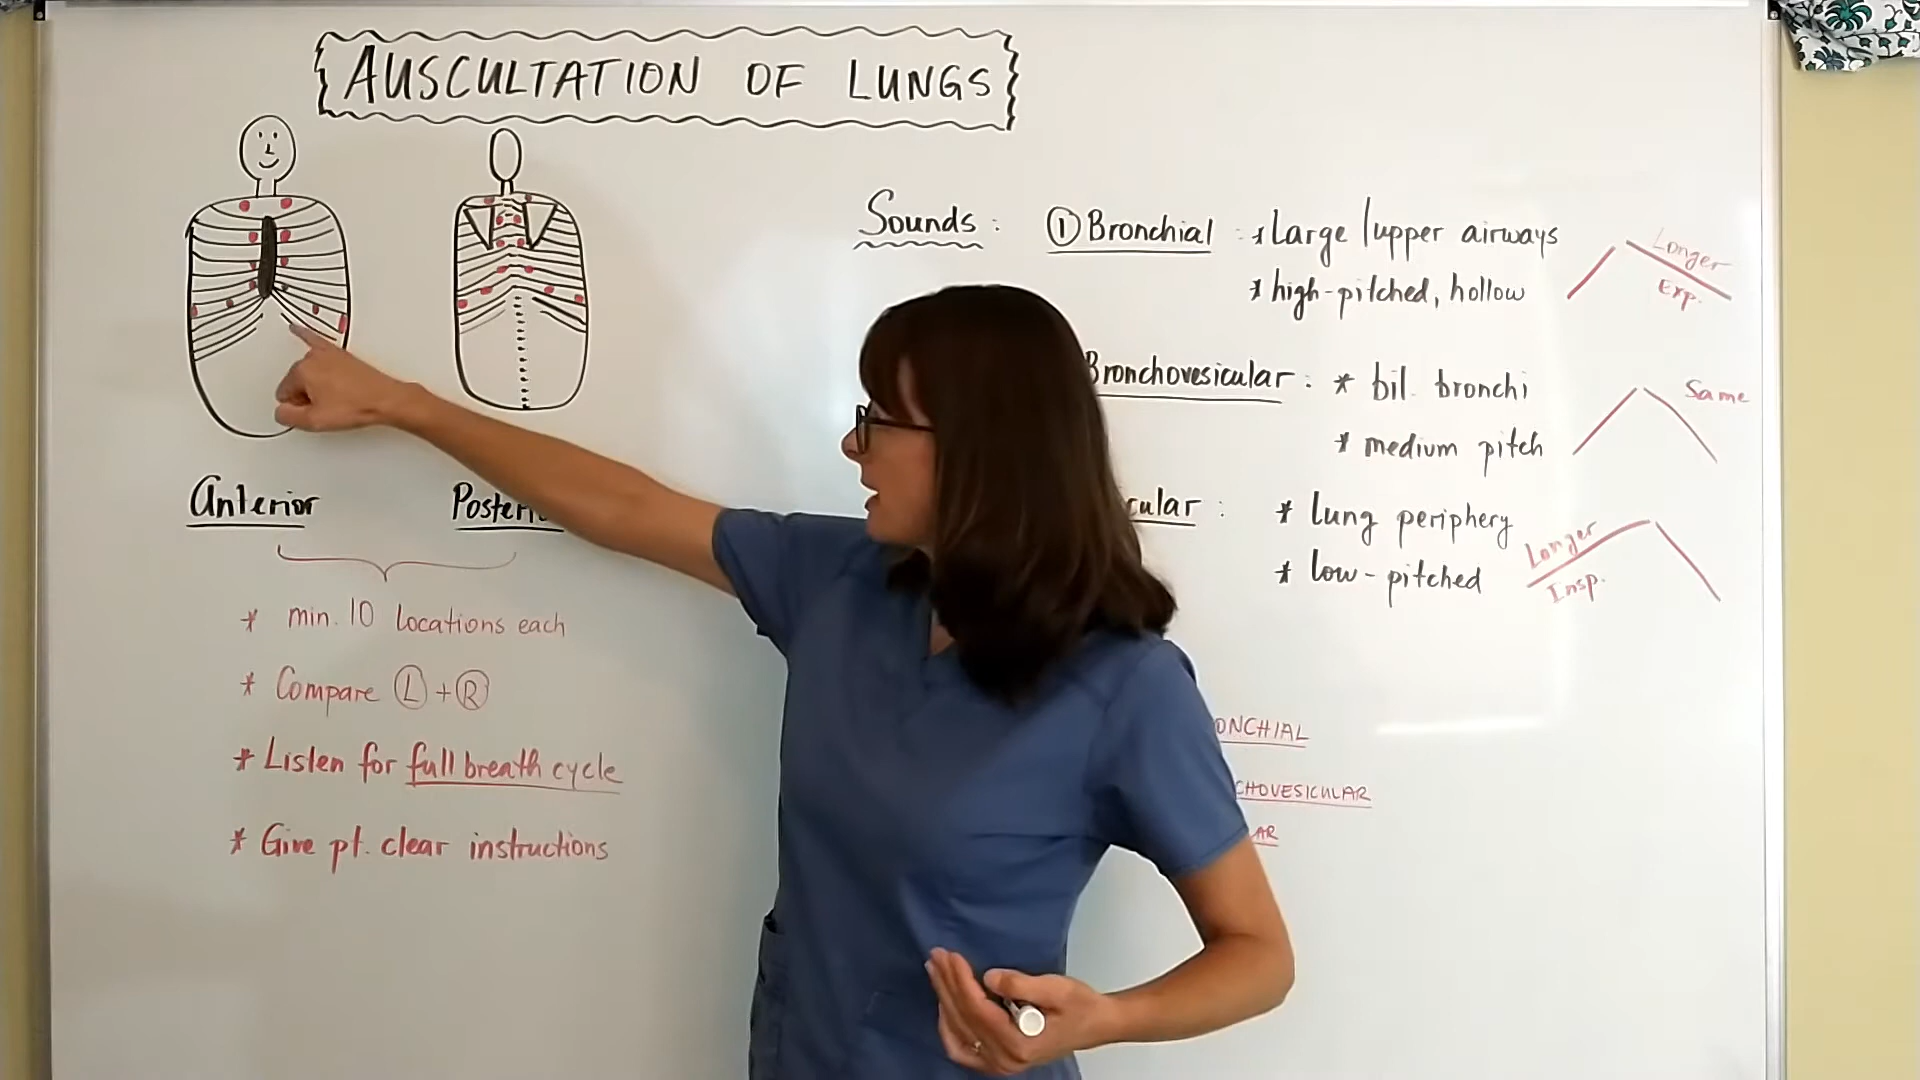 AUSCULTATION OF LUNGS
Anterior
* min. 10 locations each
* Compare L + R
* Listen for full breath cycle
* Give pt. clear instructions
Sounds : ① Bronchial : * Large / upper airways
* high-pitched, hollow
Longer
Exp.
Bronchovesicular : * bil. bronchi
* medium pitch
Same
cular : * lung periphery
* low-pitched
Longer
Insp.
ONCHIAL
CHOVESICULAR
AR